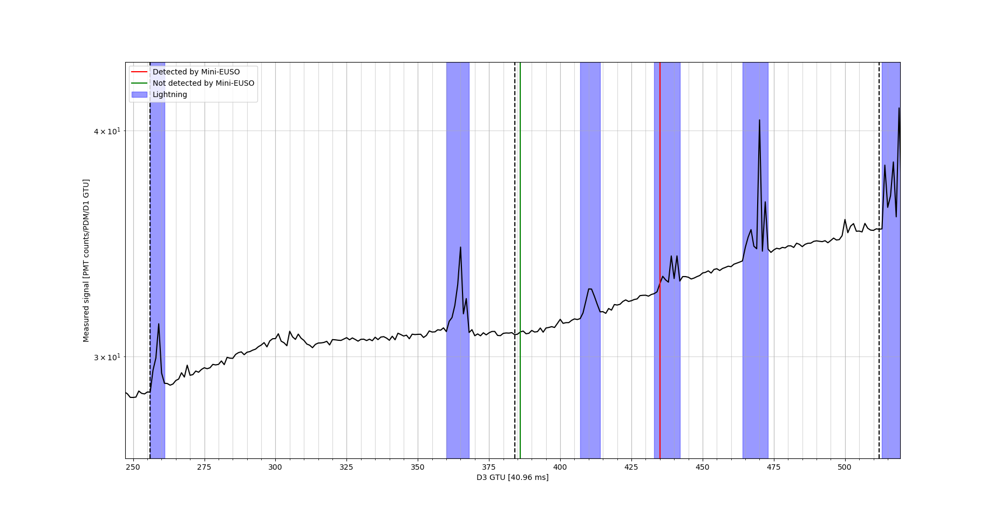 Detected by Mini-EUSO
Not detected by Mini-EUSO
Lightning
4 × 10¹
3 × 10¹
Measured signal [PMT counts/PDM/D1 GTU]
250 275 300 325 350 375 400 425 450 475 500
D3 GTU [40.96 ms]